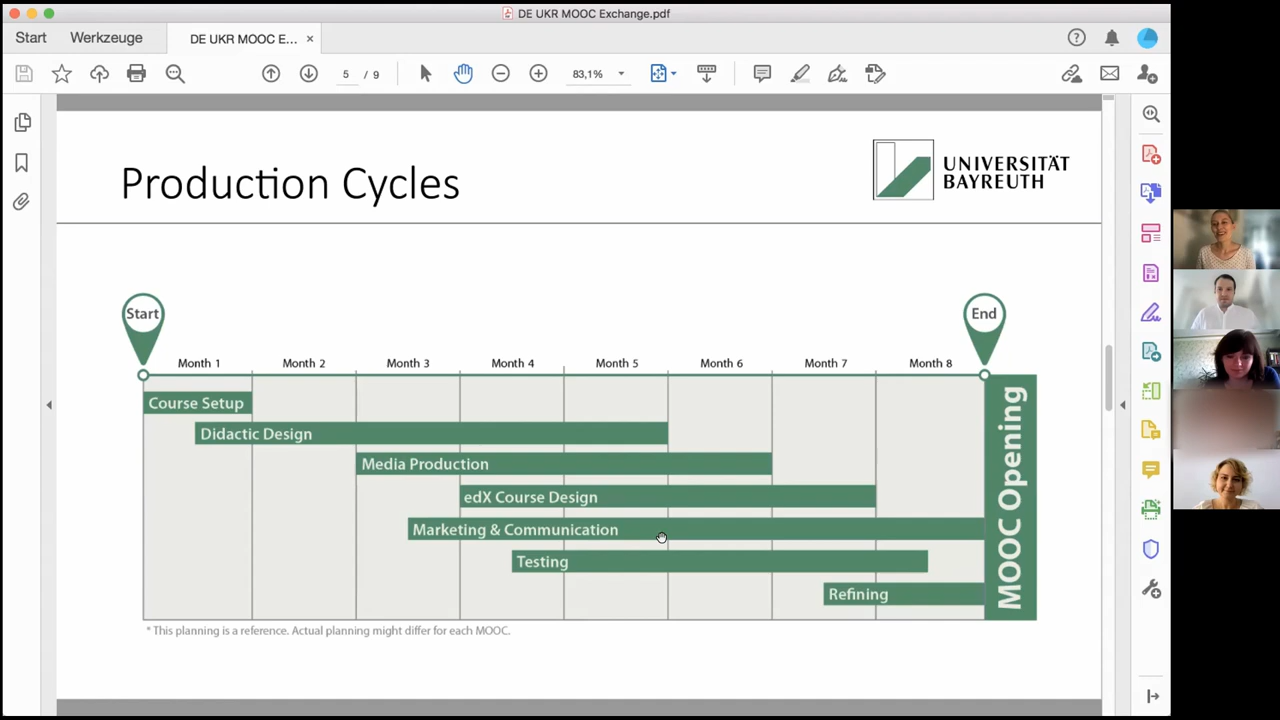 DE UKR MOOC Exchange.pdf
Start
Werkzeuge
DE UKR MOOC E... ×
5 / 9
83,1%
Production Cycles
UNIVERSITÄT
BAYREUTH
Start
End
Month 1 Month 2 Month 3 Month 4 Month 5 Month 6 Month 7 Month 8
Course Setup
Didactic Design
Media Production
edX Course Design
Marketing & Communication
Testing
Refining
MOOC Opening
* This planning is a reference. Actual planning might differ for each MOOC.